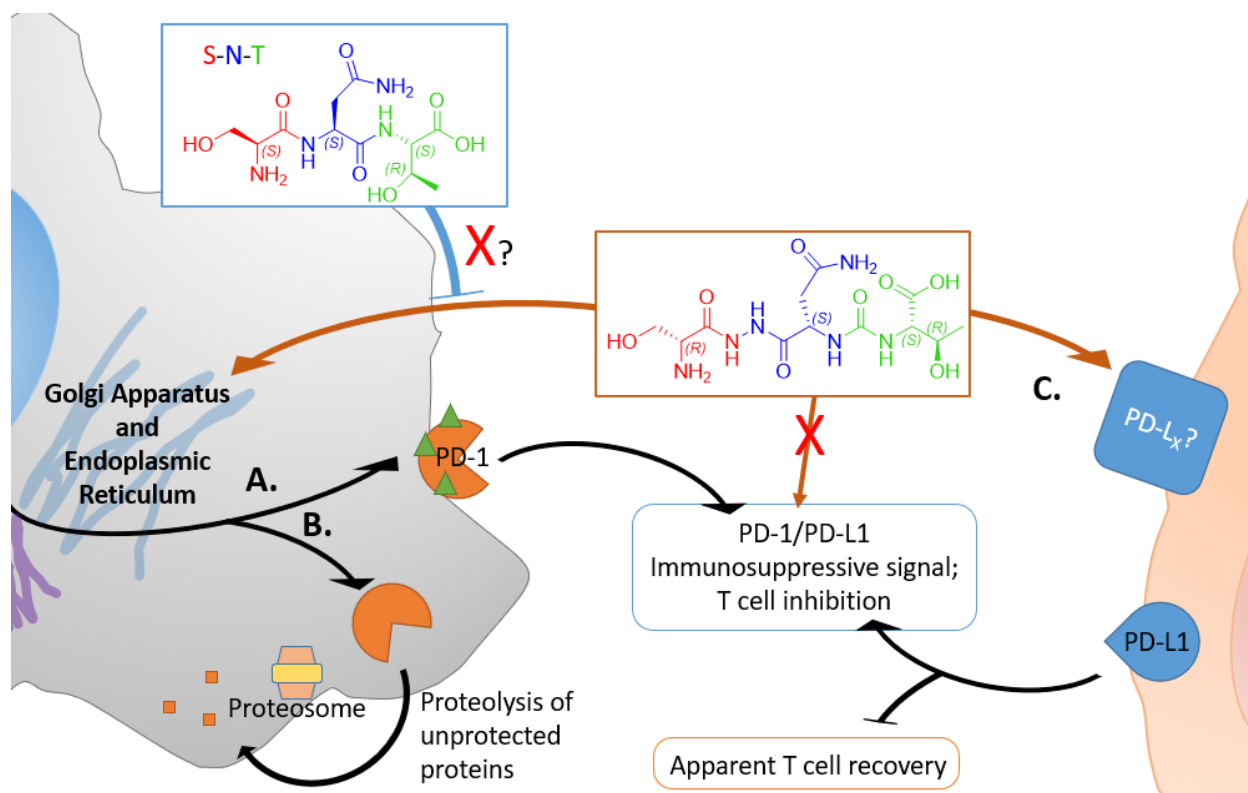 S-N-T
O
NH2
O
H
N
O
HO
(S)
N
H
(S)
(S)
OH
NH2
O
(R)
HO
X?
O
NH2
O
OH
O
H
N
O
(R)
HO
(R)
N
H
NH
(S)
N
H
N
H
(S)
NH2
O
OH
C.
PD-Lx?
Golgi Apparatus
and
Endoplasmic
Reticulum
A.
PD-1
X
B.
PD-1/PD-L1
Immunosuppressive signal;
T cell inhibition
PD-L1
Proteosome
Proteolysis of
unprotected
proteins
Apparent T cell recovery